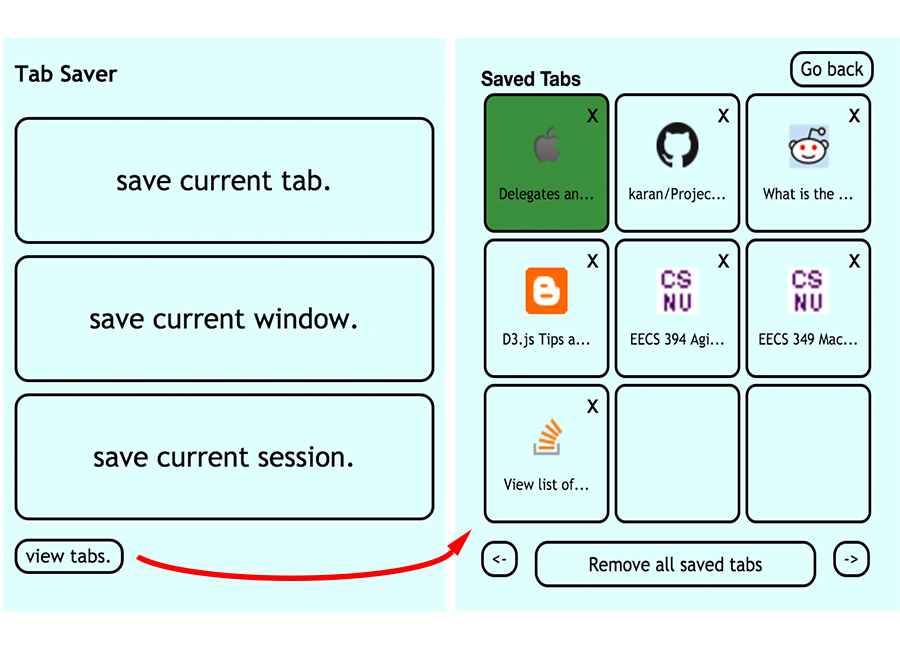 Tab Saver
save current tab.
save current window.
save current session.
view tabs.
Saved Tabs
Go back
X
Delegates an...
X
karan/Projec...
X
What is the ...
X
D3.js Tips a...
X
CS
NU
EECS 394 Agi...
X
CS
NU
EECS 349 Mac...
X
View list of...
<-
Remove all saved tabs
->